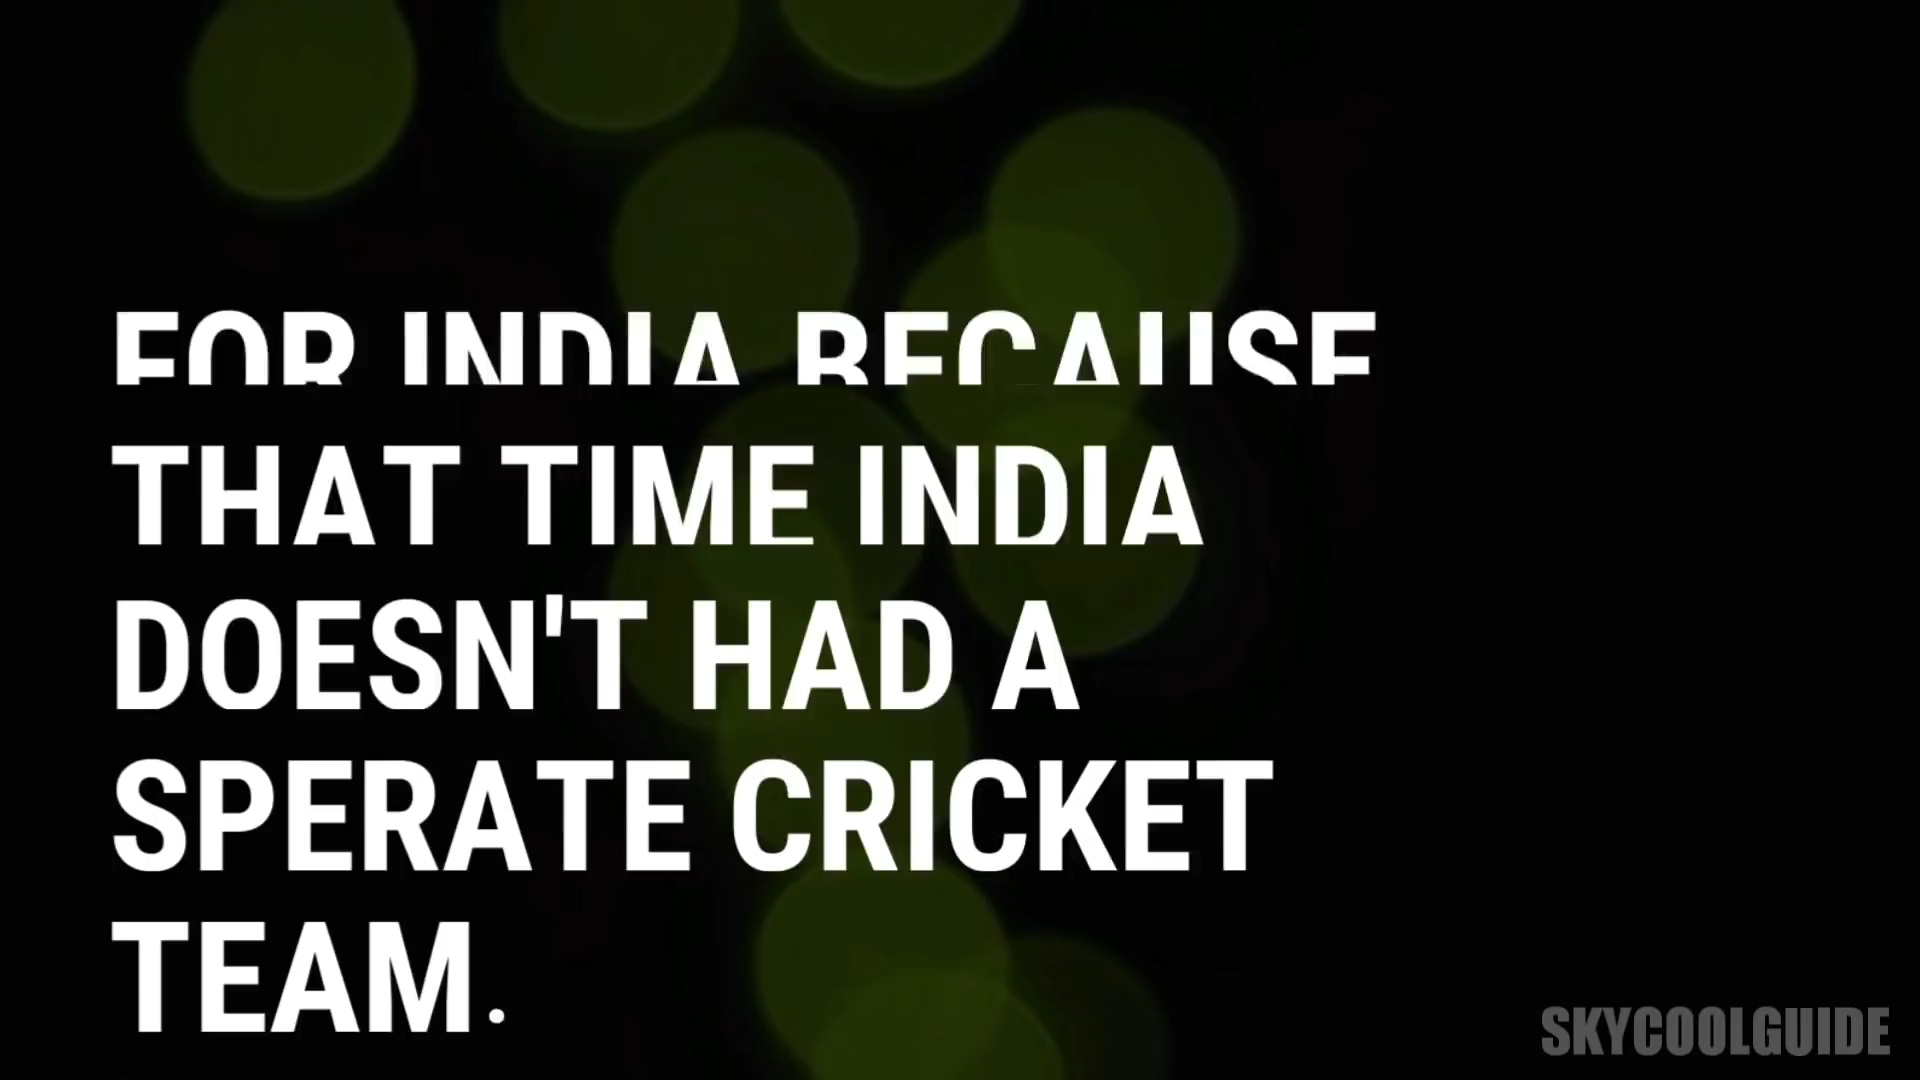 FOR INDIA BECAUSE
THAT TIME INDIA
DOESN'T HAD A
SPERATE CRICKET
TEAM.
SKYCOOLGUIDE